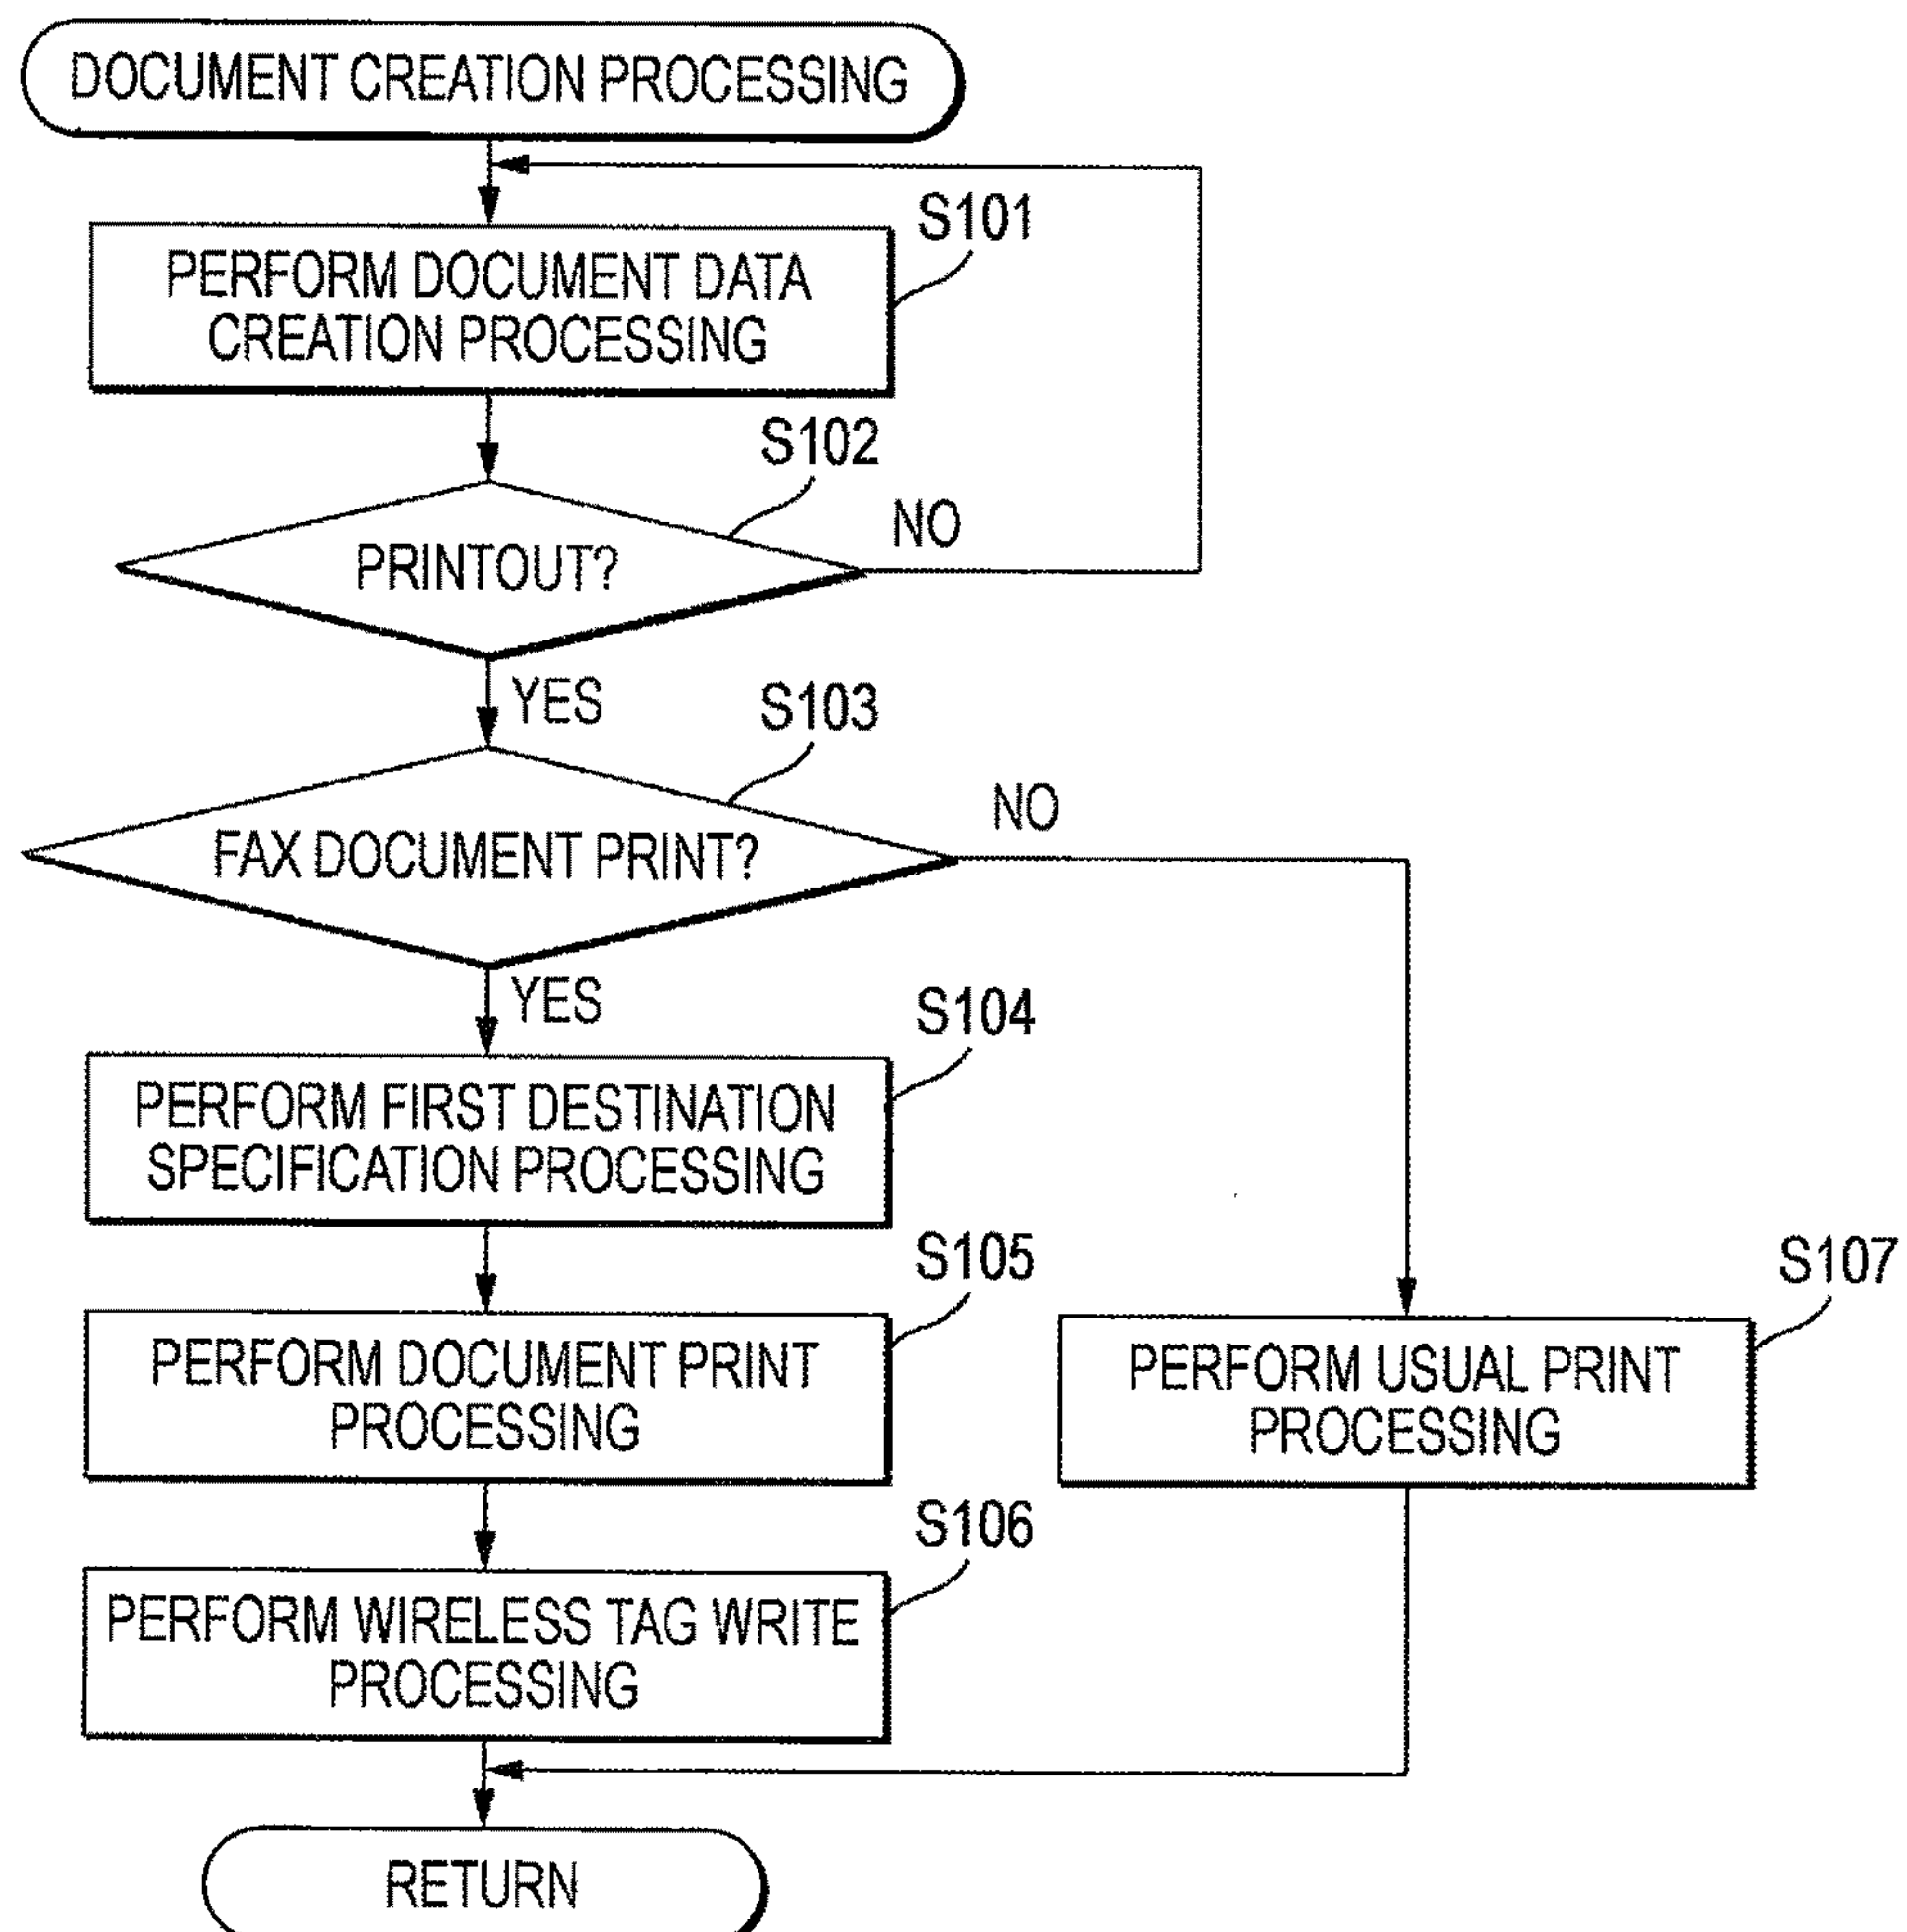 DOCUMENT CREATION PROCESSING
S101
PERFORM DOCUMENT DATA
CREATION PROCESSING
S102
NO
PRINTOUT?
YES
S103
NO
FAX DOCUMENT PRINT?
YES
S104
PERFORM FIRST DESTINATION
SPECIFICATION PROCESSING
S105
PERFORM DOCUMENT PRINT
PROCESSING
S107
PERFORM USUAL PRINT
PROCESSING
S106
PERFORM WIRELESS TAG WRITE
PROCESSING
RETURN